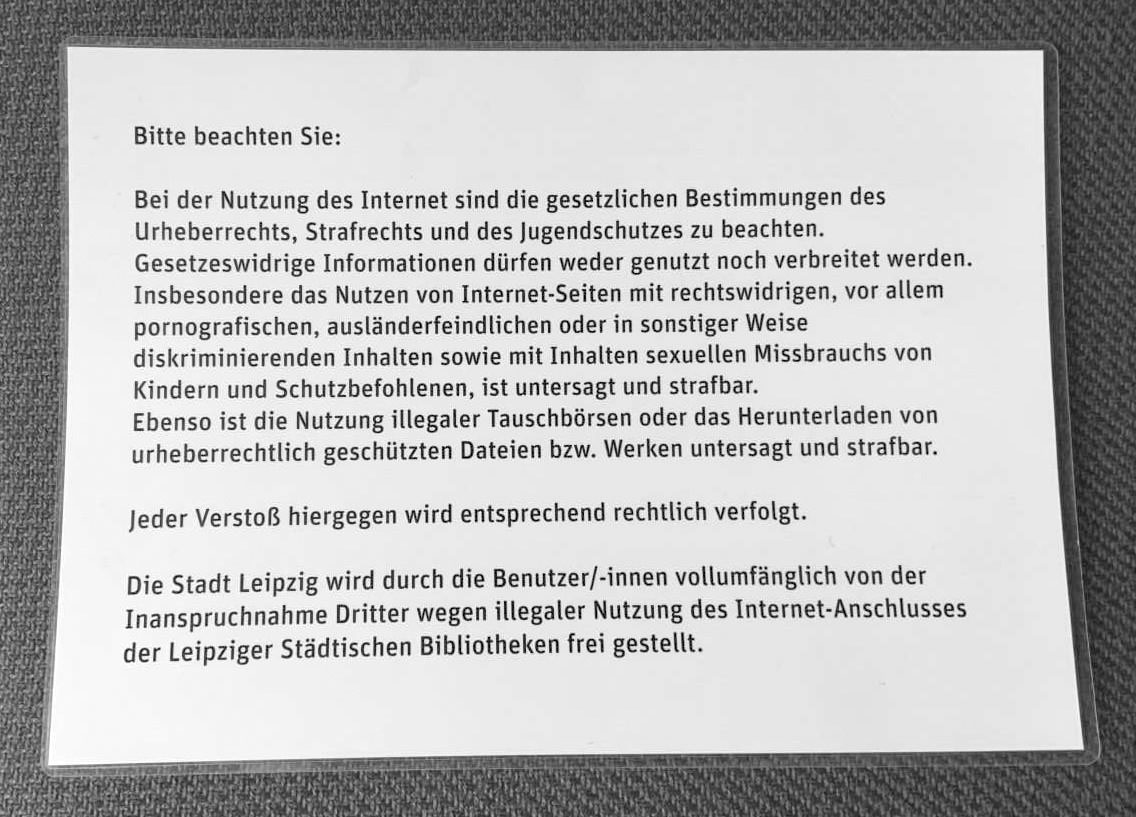 Bitte beachten Sie:
Bei der Nutzung des Internet sind die gesetzlichen Bestimmungen des
Urheberrechts, Strafrechts und des Jugendschutzes zu beachten.
Gesetzeswidrige Informationen dürfen weder genutzt noch verbreitet werden.
Insbesondere das Nutzen von Internet-Seiten mit rechtswidrigen, vor allem
pornografischen, ausländerfeindlichen oder in sonstiger Weise
diskriminierenden Inhalten sowie mit Inhalten sexuellen Missbrauchs von
Kindern und Schutzbefohlenen, ist untersagt und strafbar.
Ebenso ist die Nutzung illegaler Tauschbörsen oder das Herunterladen von
urheberrechtlich geschützten Dateien bzw. Werken untersagt und strafbar.
Jeder Verstoß hiergegen wird entsprechend rechtlich verfolgt.
Die Stadt Leipzig wird durch die Benutzer/-innen vollumfänglich von der
Inanspruchnahme Dritter wegen illegaler Nutzung des Internet-Anschlusses
der Leipziger Städtischen Bibliotheken frei gestellt.